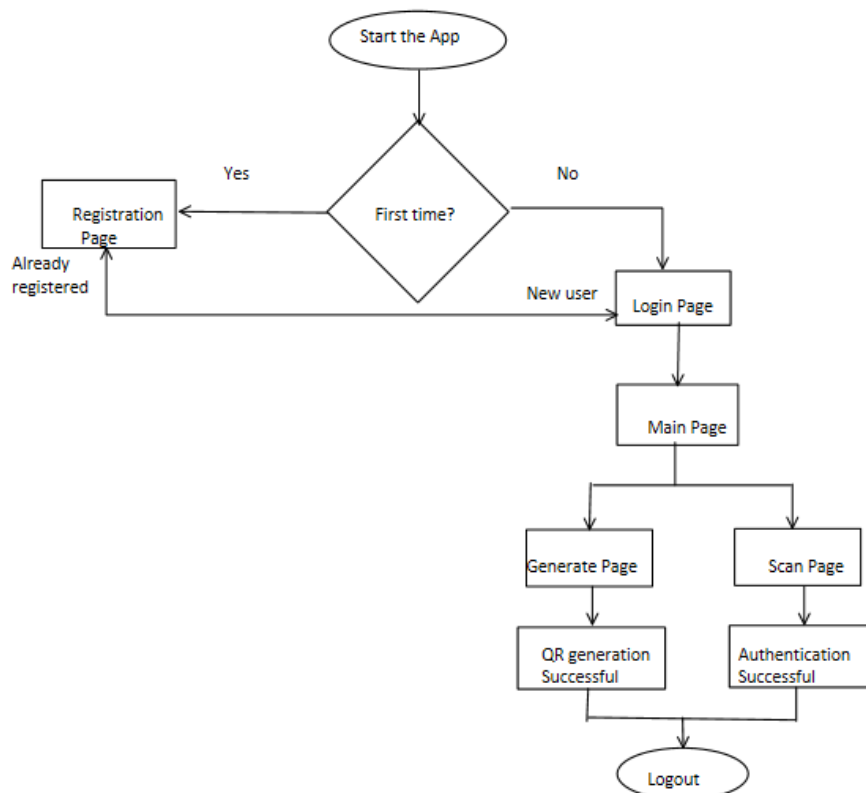 Start the App
Yes
No
First time?
Registration
Page
Already
registered
New user
Login Page
Main Page
Generate Page
Scan Page
QR generation
Successful
Authentication
Successful
Logout